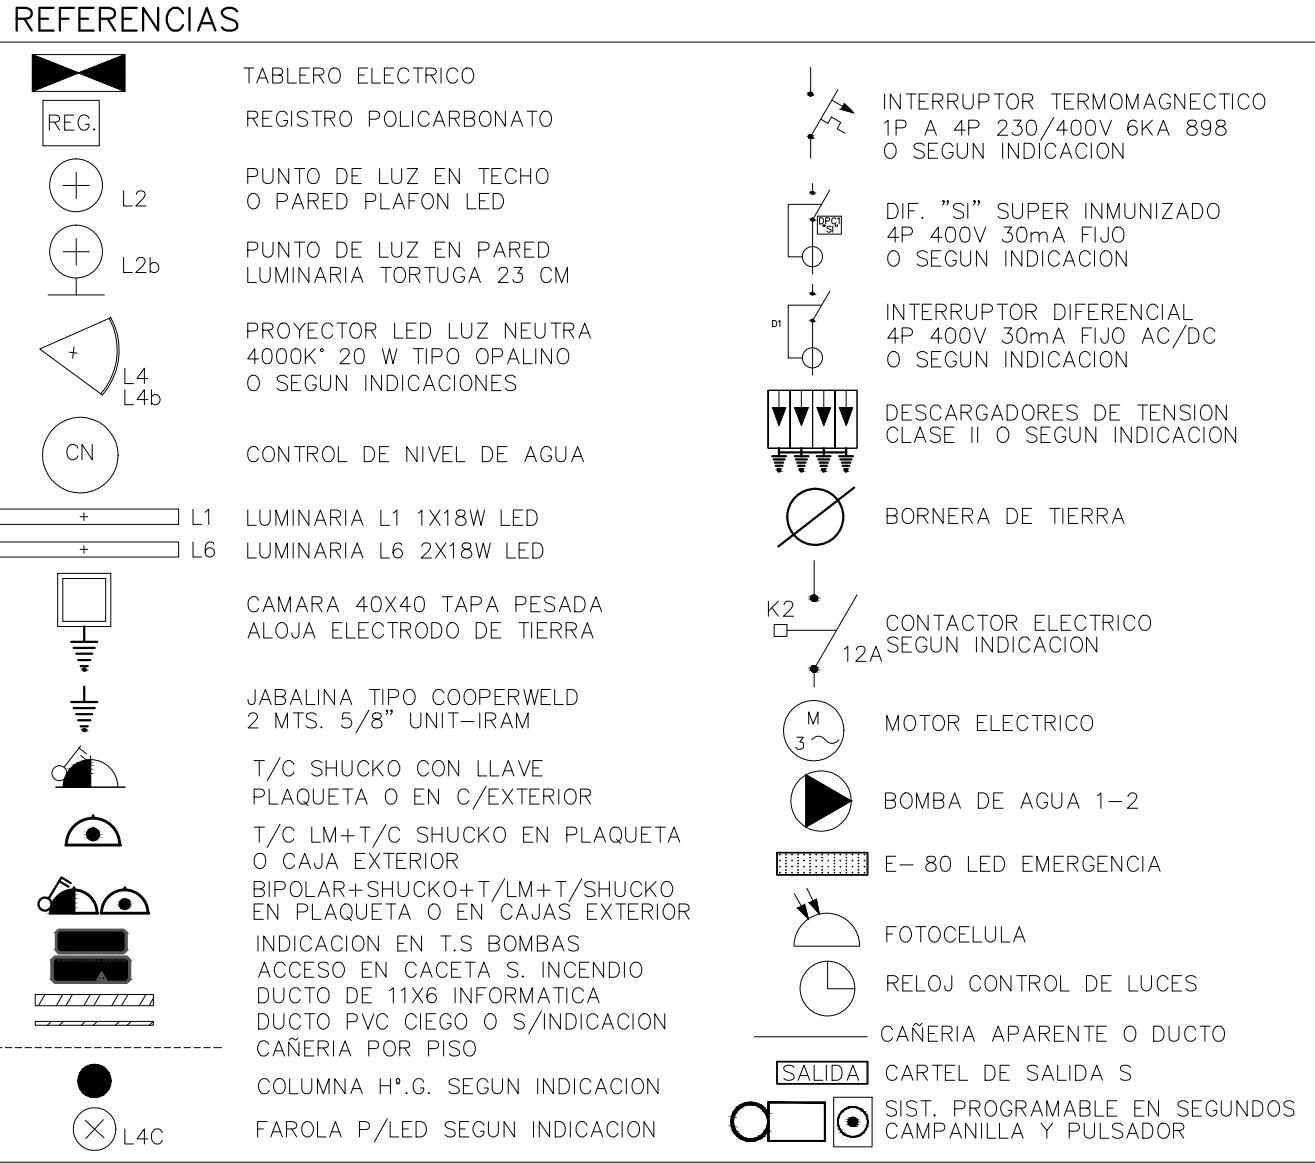 REFERENCIAS
TABLERO ELECTRICO
REG.
REGISTRO POLICARBONATO
L2
PUNTO DE LUZ EN TECHO
O PARED PLAFON LED
L2b
PUNTO DE LUZ EN PARED
LUMINARIA TORTUGA 23 CM
L4
L4b
PROYECTOR LED LUZ NEUTRA
4000K° 20 W TIPO OPALINO
O SEGUN INDICACIONES
CN
CONTROL DE NIVEL DE AGUA
L1
LUMINARIA L1 1X18W LED
L6
LUMINARIA L6 2X18W LED
CAMARA 40X40 TAPA PESADA
ALOJA ELECTRODO DE TIERRA
JABALINA TIPO COOPERWELD
2 MTS. 5/8” UNIT-IRAM
T/C SHUCKO CON LLAVE
PLAQUETA O EN C/EXTERIOR
T/C LM+T/C SHUCKO EN PLAQUETA
O CAJA EXTERIOR
BIPOLAR+SHUCKO+T/LM+T/SHUCKO
EN PLAQUETA O EN CAJAS EXTERIOR
INDICACION EN T.S BOMBAS
ACCESO EN CACETA S. INCENDIO
DUCTO DE 11X6 INFORMATICA
DUCTO PVC CIEGO O S/INDICACION
CAÑERIA POR PISO
COLUMNA Hº.G. SEGUN INDICACION
L4C
FAROLA P/LED SEGUN INDICACION
INTERRUPTOR TERMOMAGNECTICO
1P A 4P 230/400V 6KA 898
O SEGUN INDICACION
DPC1
"SI"
DIF. ”SI” SUPER INMUNIZADO
4P 400V 30mA FIJO
O SEGUN INDICACION
D1
INTERRUPTOR DIFERENCIAL
4P 400V 30mA FIJO AC/DC
O SEGUN INDICACION
DESCARGADORES DE TENSION
CLASE II O SEGUN INDICACION
BORNERA DE TIERRA
K2
12A
CONTACTOR ELECTRICO
SEGUN INDICACION
M
3
MOTOR ELECTRICO
BOMBA DE AGUA 1-2
E- 80 LED EMERGENCIA
FOTOCELULA
RELOJ CONTROL DE LUCES
CAÑERIA APARENTE O DUCTO
SALIDA
CARTEL DE SALIDA S
SIST. PROGRAMABLE EN SEGUNDOS
CAMPANILLA Y PULSADOR